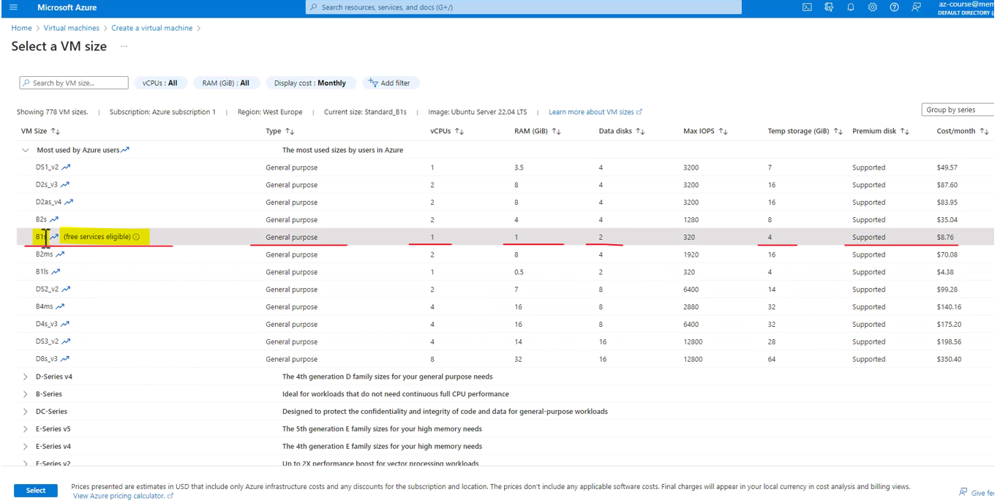 Microsoft Azure
Search resources, services, and docs (G+/)
az-course@mem
DEFAULT DIRECTORY
Home > Virtual machines > Create a virtual machine >
Select a VM size ...
Search by VM size...
vCPUs : All
RAM (GiB) : All
Display cost : Monthly
Add filter
Showing 778 VM sizes. | Subscription: Azure subscription 1 | Region: West Europe | Current size: Standard_B1s | Image: Ubuntu Server 22.04 LTS | Learn more about VM sizes
Group by series
VM Size Type vCPUs RAM (GiB) Data disks Max IOPS Temp storage (GiB) Premium disk Cost/month
Most used by Azure users The most used sizes by users in Azure
DS1_v2 General purpose 1 3.5 4 3200 7 Supported $49.57
D2s_v3 General purpose 2 8 4 3200 16 Supported $87.60
D2as_v4 General purpose 2 8 4 3200 16 Supported $83.95
B2s General purpose 2 4 4 1280 8 Supported $35.04
B1s (free services eligible) General purpose 1 1 2 320 4 Supported $8.76
B2ms General purpose 2 8 4 1920 16 Supported $70.08
B1ls General purpose 1 0.5 2 320 4 Supported $4.38
DS2_v2 General purpose 2 7 8 6400 14 Supported $99.28
B4ms General purpose 4 16 8 2880 32 Supported $140.16
D4s_v3 General purpose 4 16 8 6400 32 Supported $175.20
DS3_v2 General purpose 4 14 16 12800 28 Supported $198.56
D8s_v3 General purpose 8 32 16 12800 64 Supported $350.40
D-Series v4 The 4th generation D family sizes for your general purpose needs
B-Series Ideal for workloads that do not need continuous full CPU performance
DC-Series Designed to protect the confidentiality and integrity of code and data for general-purpose workloads
E-Series v5 The 5th generation E family sizes for your high memory needs
E-Series v4 The 4th generation E family sizes for your high memory needs
F-Series v2 Up to 2X performance boost for vector processing workloads
Select
Prices presented are estimates in USD that include only Azure infrastructure costs and any discounts for the subscription and location. The prices don't include any applicable software costs. Final charges will appear in your local currency in cost analysis and billing views.
View Azure pricing calculator.
Give fee